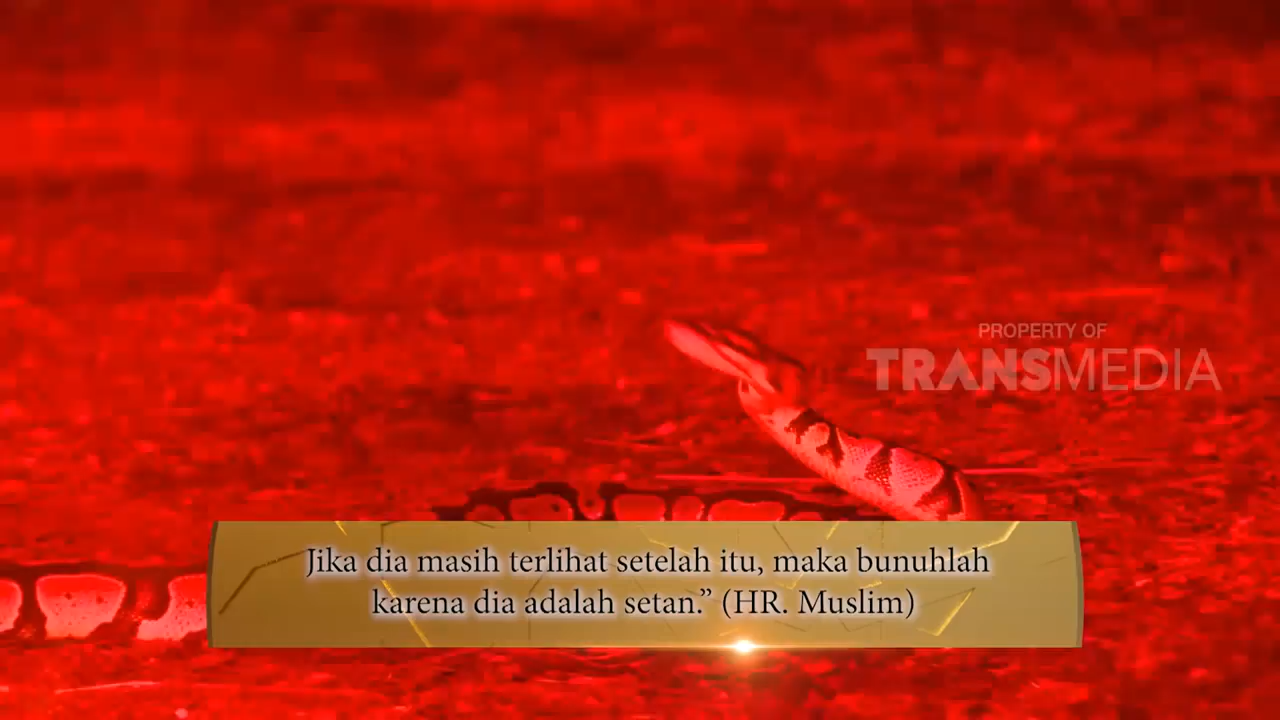 PROPERTY OF
TRANSMEDIA
Jika dia masih terlihat setelah itu, maka bunuhlah
karena dia adalah setan.” (HR. Muslim)